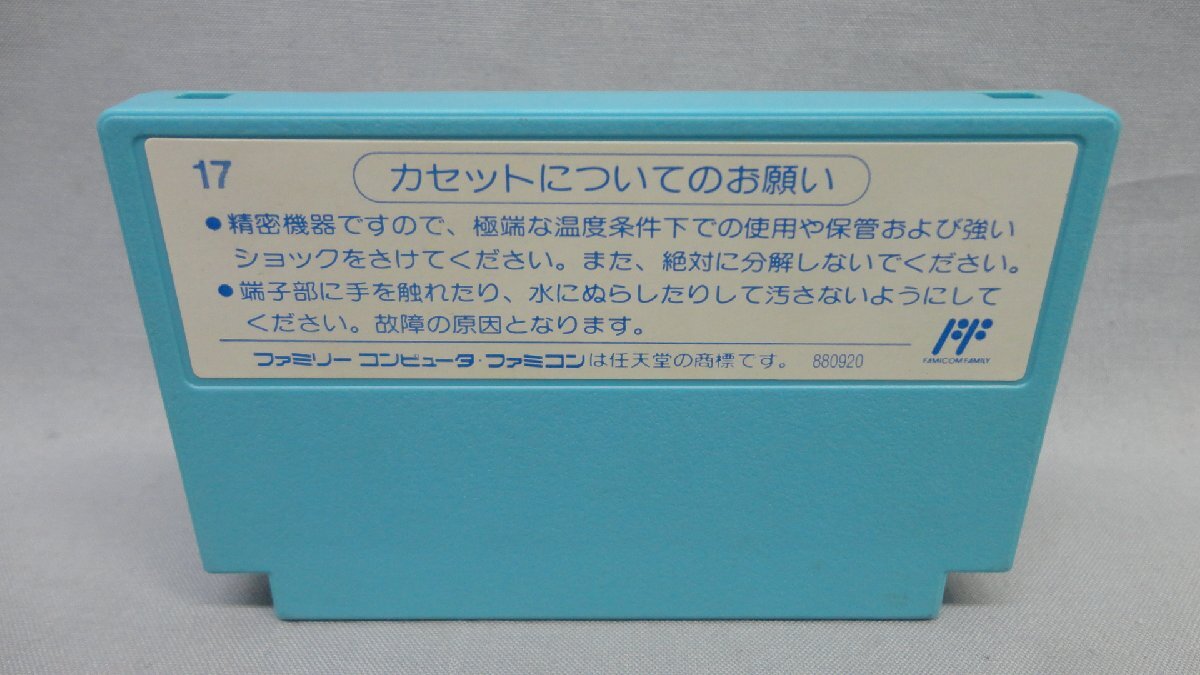 17
カセットについてのお願い
●精密機器ですので、極端な温度条件下での使用や保管および強い
ショックをさけてください。また、絶対に分解しないでください。
●端子部に手を触れたり、水にぬらしたりして汚さないようにして
ください。故障の原因となります。
FAMICOM FAMILY
ファミリー コンピュータ・ファミコンは任天堂の商標です。 880920